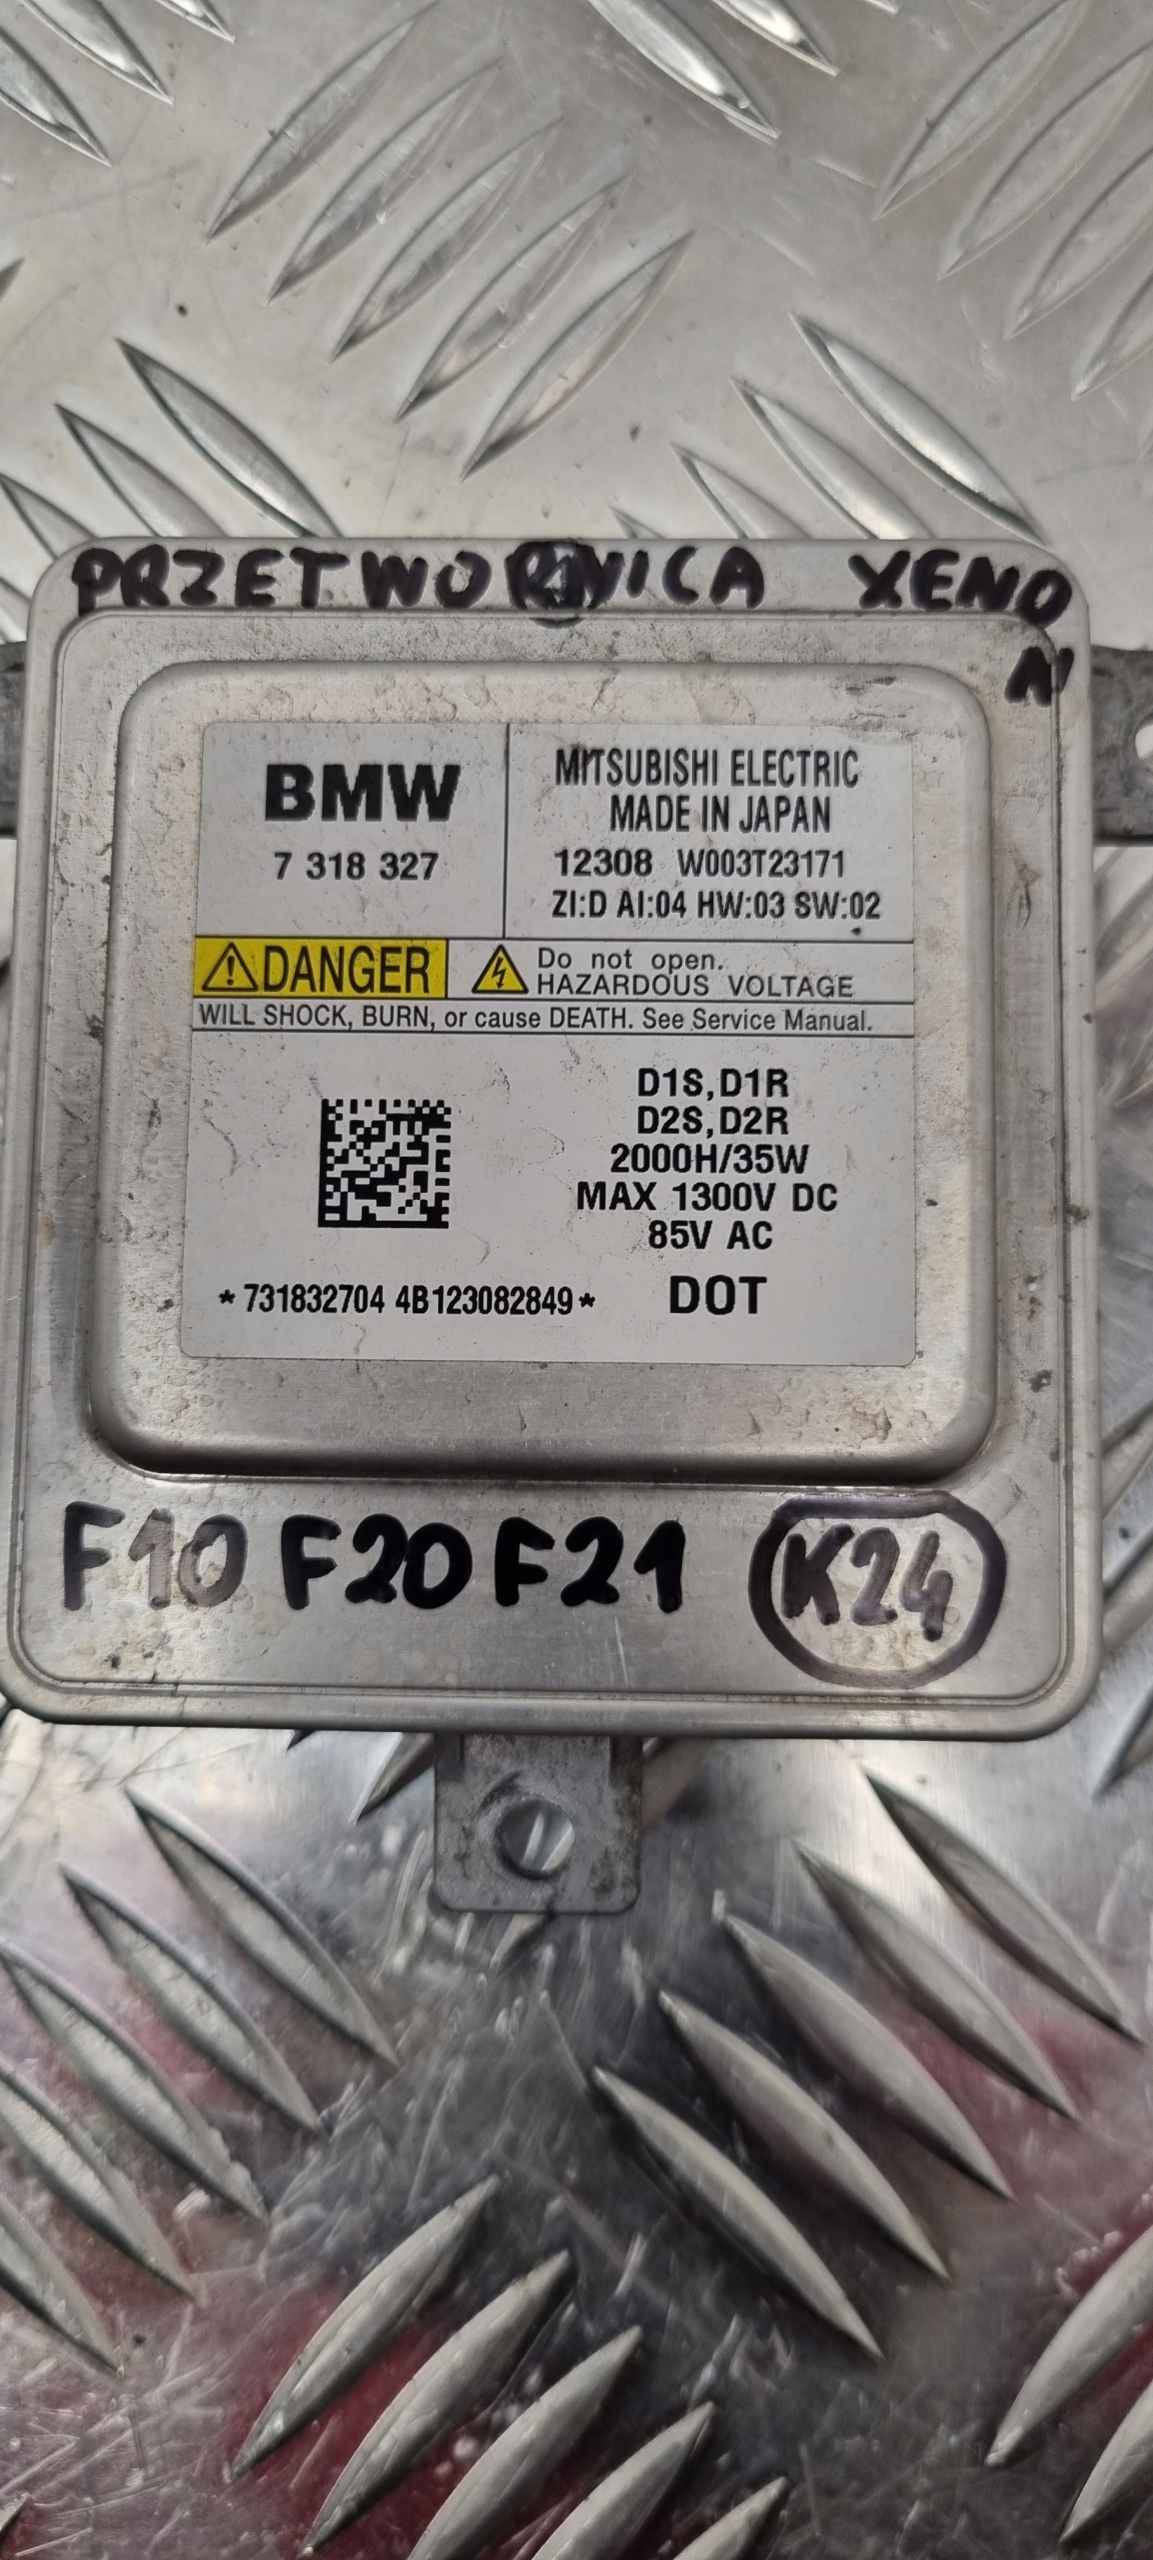 PRZETWORNICA XENO
N
BMW
7 318 327
MITSUBISHI ELECTRIC
MADE IN JAPAN
12308 W003T23171
ZI:D AI:04 HW:03 SW:02
DANGER
Do not open.
HAZARDOUS VOLTAGE
WILL SHOCK, BURN, or cause DEATH. See Service Manual.
D1S,D1R
D2S,D2R
2000H/35W
MAX 1300V DC
85V AC
*731832704 4B123082849*
DOT
F10 F20 F21 K24